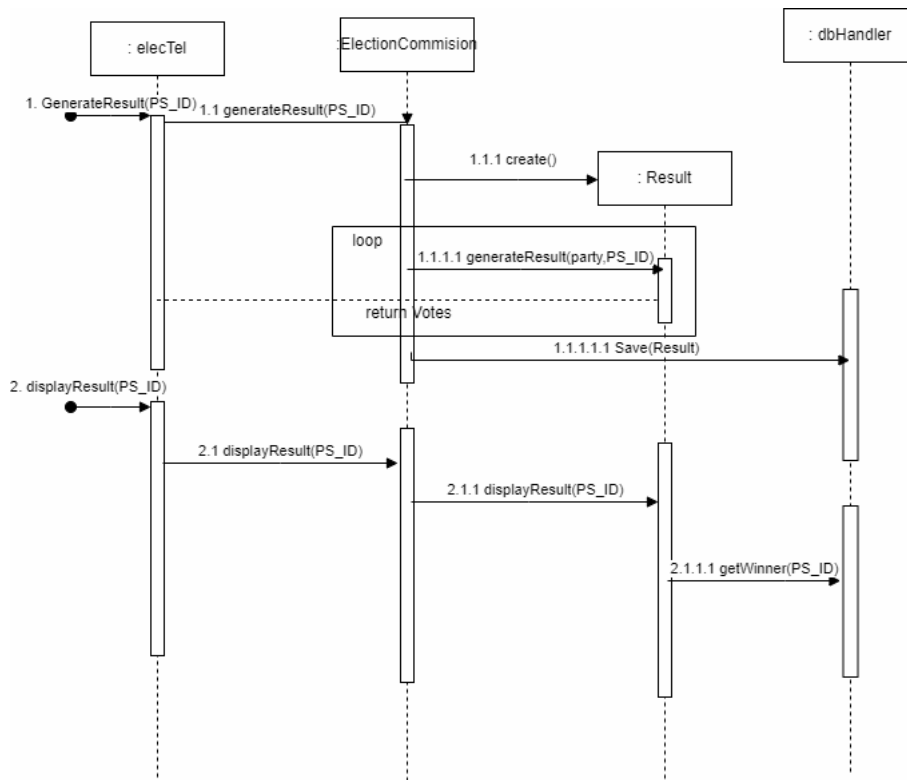 : elecTel
:ElectionCommision
: dbHandler
1. GenerateResult(PS_ID)
1.1 generateResult(PS_ID)
1.1.1 create()
: Result
loop
1.1.1.1 generateResult(party,PS_ID)
return Votes
1.1.1.1.1 Save(Result)
2. displayResult(PS_ID)
2.1 displayResult(PS_ID)
2.1.1 displayResult(PS_ID)
2.1.1.1 getWinner(PS_ID)